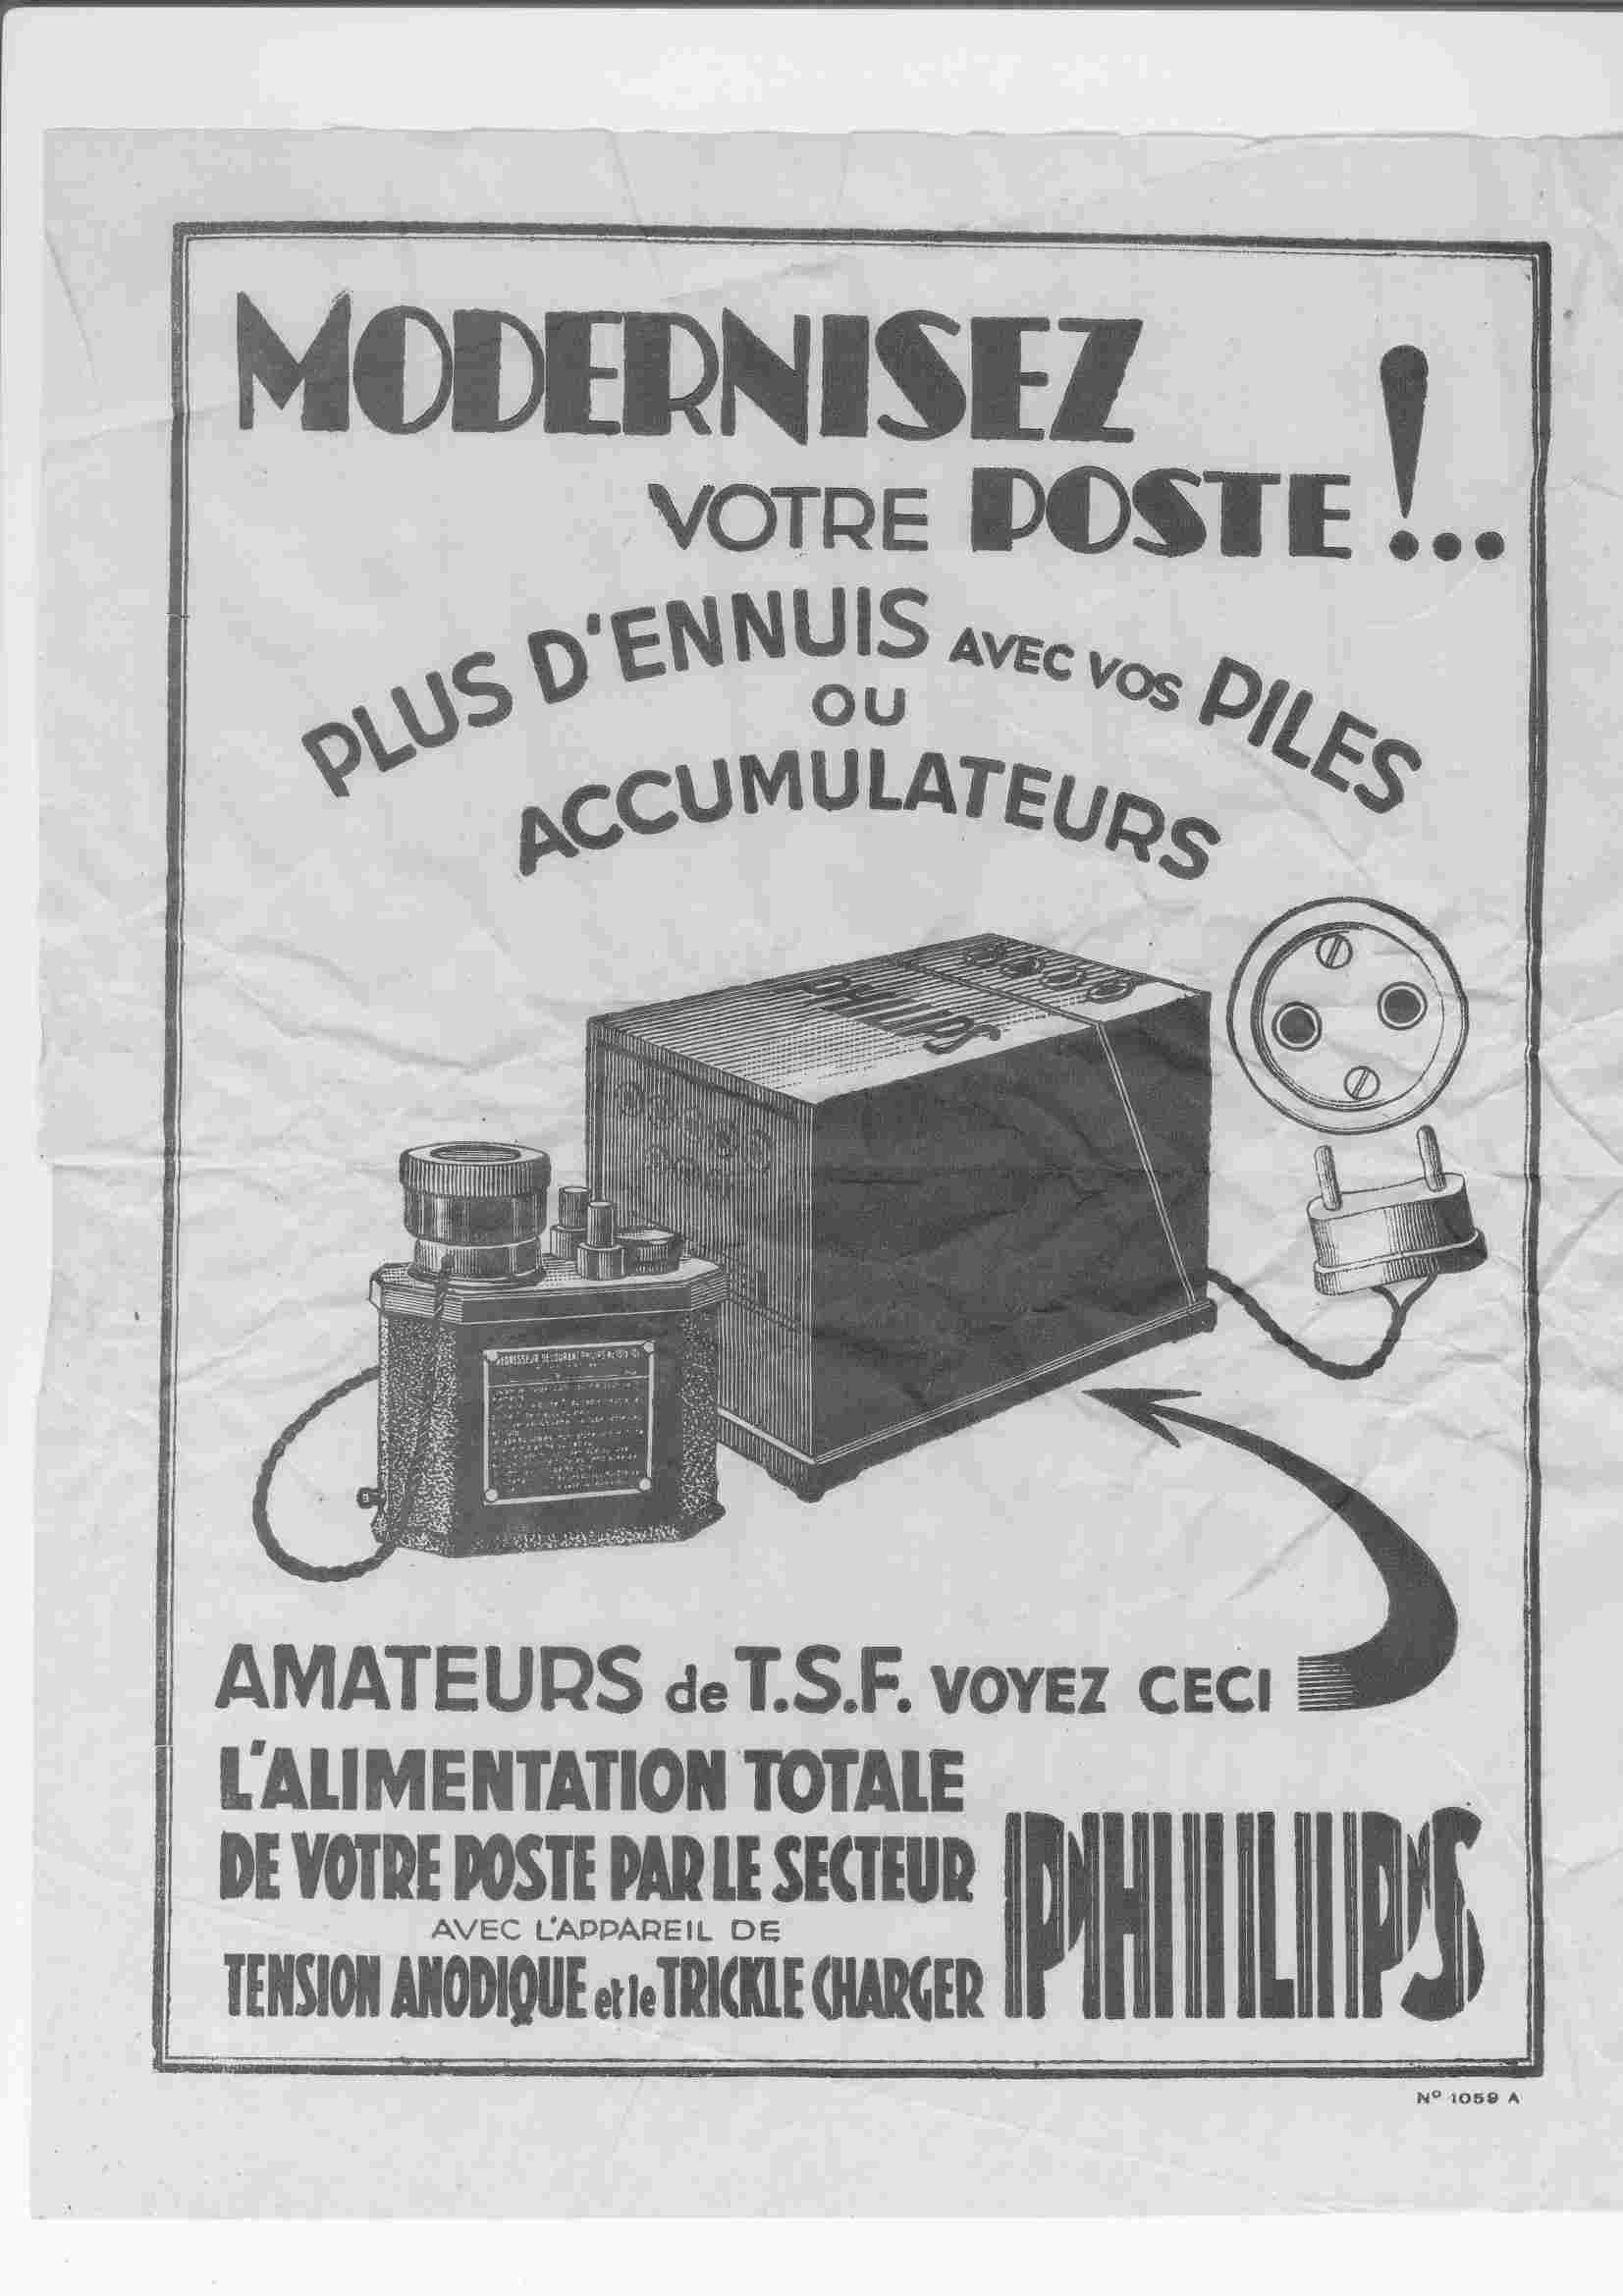 MODERNISEZ
VOTRE POSTE !...
PLUS D'ENNUIS AVEC VOS PILES
OU
ACCUMULATEURS
PHILIPS
AMATEURS de T.S.F. VOYEZ CECI
L'ALIMENTATION TOTALE
DE VOTRE POSTE PAR LE SECTEUR
AVEC L'APPAREIL DE
TENSION ANODIQUE et le TRICKLE CHARGER
PHILIPS
Nº 1059 A